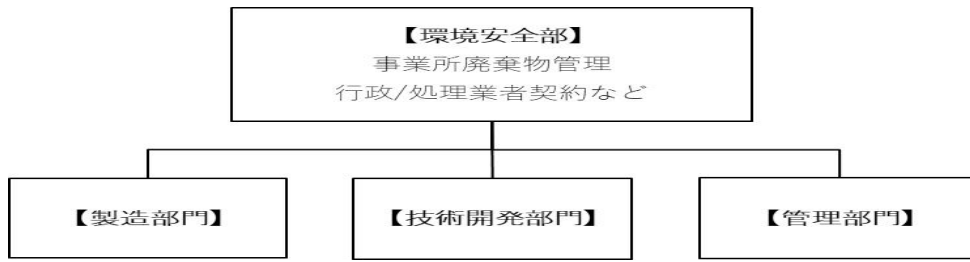 【環境安全部】
事業所廃棄物管理
行政/処理業者契約など
【製造部門】
【技術開発部門】
【管理部門】